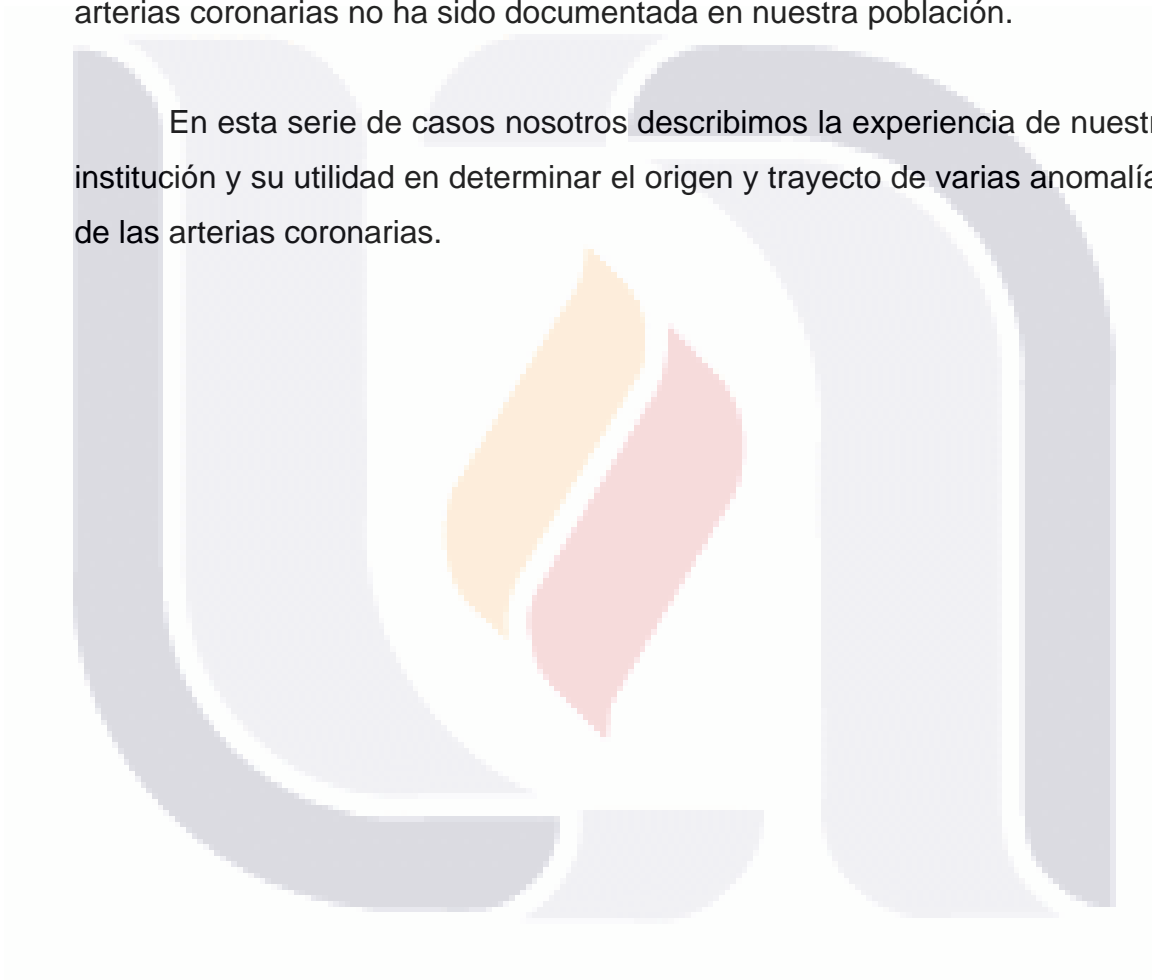 arterias coronarias no ha sido documentada en nuestra población.
En esta serie de casos nosotros describimos la experiencia de nuestr
institución y su utilidad en determinar el origen y trayecto de varias anomalía
de las arterias coronarias.